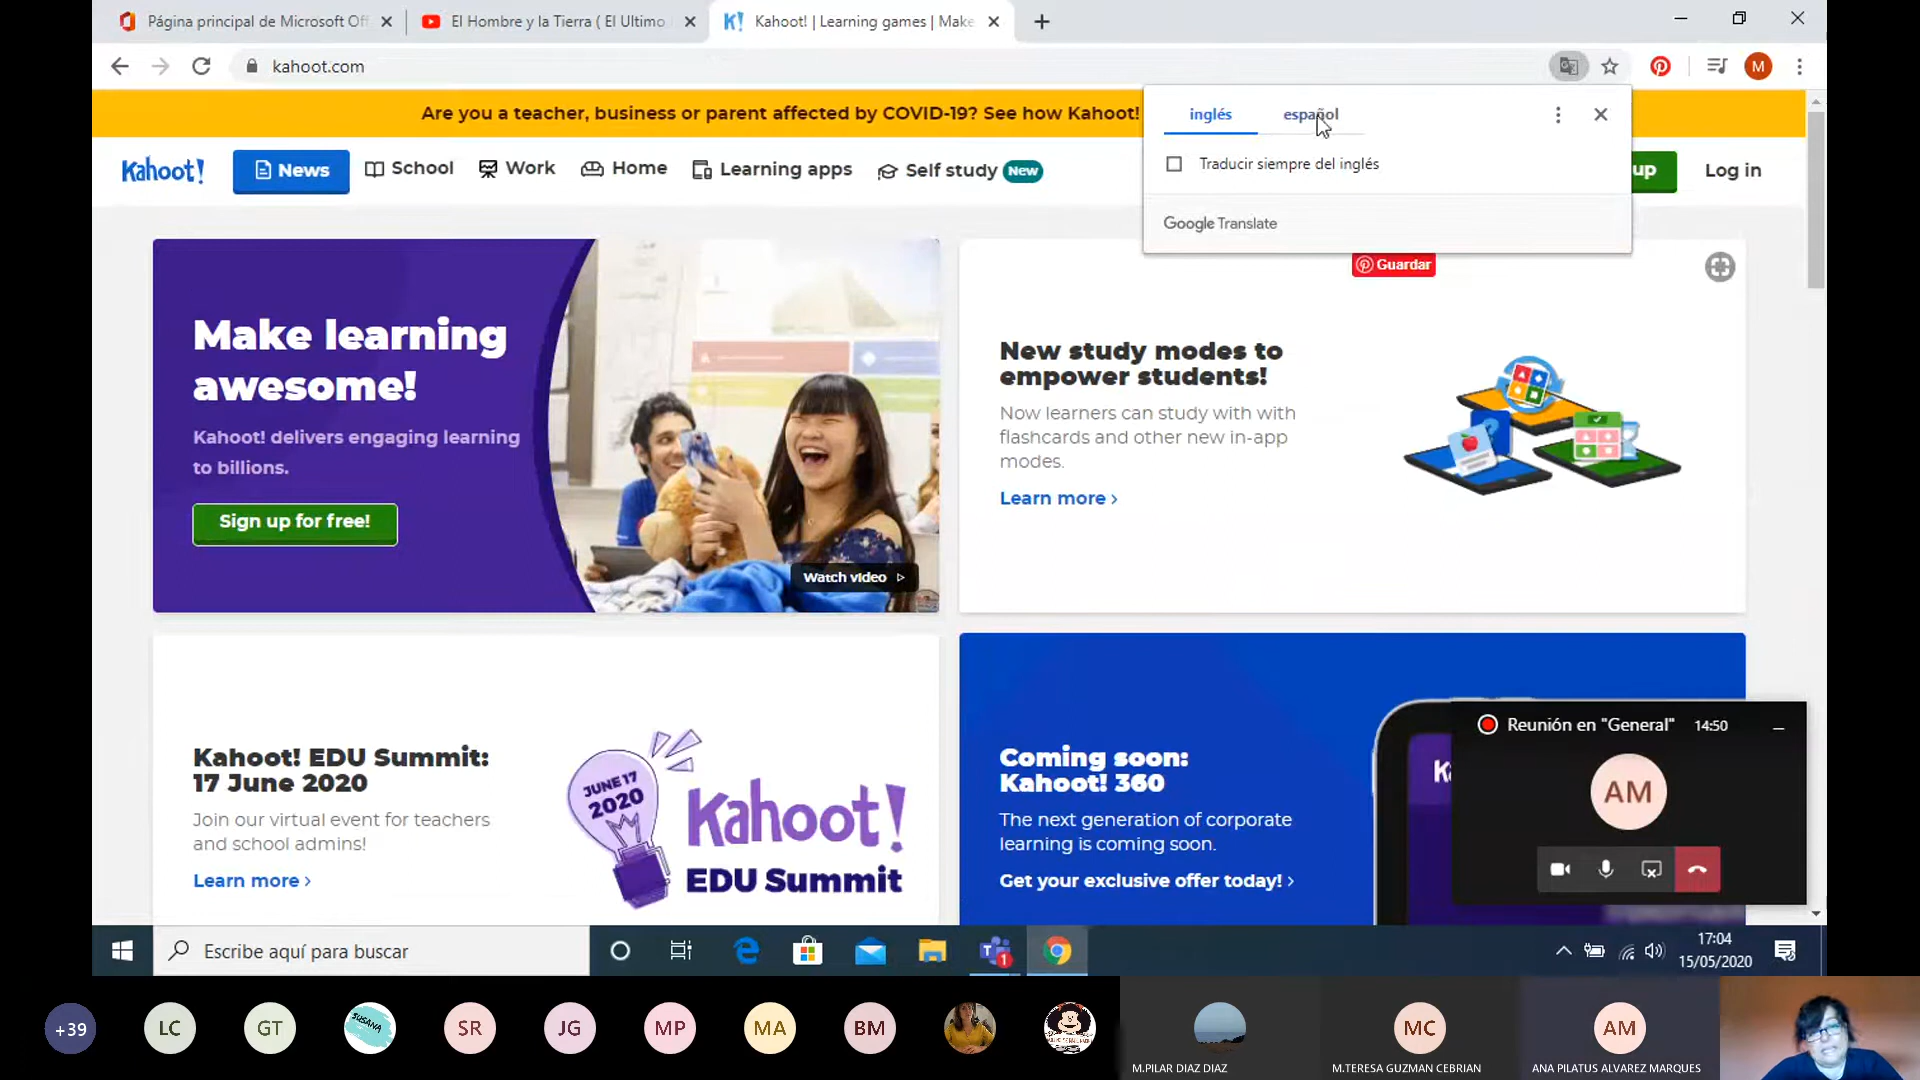 Página principal de Microsoft Off
El Hombre y la Tierra ( El Ultimo
Kahoot! | Learning games | Make
kahoot.com
M
Are you a teacher, business or parent affected by COVID-19? See how Kahoot!
inglés
español
Traducir siempre del inglés
Google Translate
Kahoot!
News
School
Work
Home
Learning apps
Self study
New
up
Log in
Guardar
Make learning
awesome!
Kahoot! delivers engaging learning
to billions.
Sign up for free!
Watch video
New study modes to
empower students!
Now learners can study with with
flashcards and other new in-app
modes.
Learn more ›
Kahoot! EDU Summit:
17 June 2020
Join our virtual event for teachers
and school admins!
Learn more ›
JUNE 17
2020
Kahoot!
EDU Summit
Coming soon:
Kahoot! 360
The next generation of corporate
learning is coming soon.
Get your exclusive offer today! ›
Reunión en "General"
14:50
AM
Escribe aquí para buscar
1
17:04
15/05/2020
+39
LC
GT
SUSANA
SR
JG
MP
MA
BM
M.PILAR DIAZ DIAZ
MC
M.TERESA GUZMAN CEBRIAN
AM
ANA PILATUS ALVAREZ MARQUES